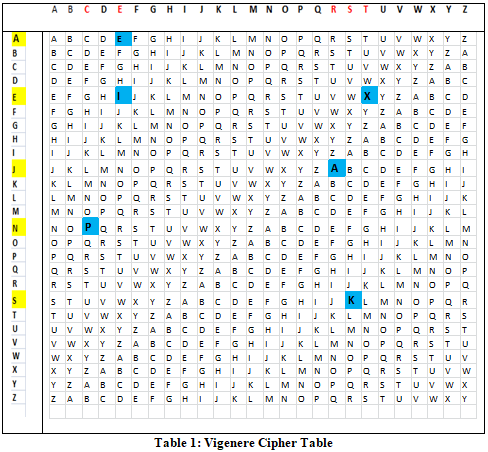 A B C D E F G H I J K L M N O P Q R S T U V W X Y Z
A A B C D E F G H I J K L M N O P Q R S T U V W X Y Z
B B C D E F G H I J K L M N O P Q R S T U V W X Y Z A
C C D E F G H I J K L M N O P Q R S T U V W X Y Z A B
D D E F G H I J K L M N O P Q R S T U V W X Y Z A B C
E E F G H I J K L M N O P Q R S T U V W X Y Z A B C D
F F G H I J K L M N O P Q R S T U V W X Y Z A B C D E
G G H I J K L M N O P Q R S T U V W X Y Z A B C D E F
H H I J K L M N O P Q R S T U V W X Y Z A B C D E F G
I I J K L M N O P Q R S T U V W X Y Z A B C D E F G H
J J K L M N O P Q R S T U V W X Y Z A B C D E F G H I
K K L M N O P Q R S T U V W X Y Z A B C D E F G H I J
L L M N O P Q R S T U V W X Y Z A B C D E F G H I J K
M M N O P Q R S T U V W X Y Z A B C D E F G H I J K L
N N O P Q R S T U V W X Y Z A B C D E F G H I J K L M
O O P Q R S T U V W X Y Z A B C D E F G H I J K L M N
P P Q R S T U V W X Y Z A B C D E F G H I J K L M N O
Q Q R S T U V W X Y Z A B C D E F G H I J K L M N O P
R R S T U V W X Y Z A B C D E F G H I J K L M N O P Q
S S T U V W X Y Z A B C D E F G H I J K L M N O P Q R
T T U V W X Y Z A B C D E F G H I J K L M N O P Q R S
U U V W X Y Z A B C D E F G H I J K L M N O P Q R S T
V V W X Y Z A B C D E F G H I J K L M N O P Q R S T U
W W X Y Z A B C D E F G H I J K L M N O P Q R S T U V
X X Y Z A B C D E F G H I J K L M N O P Q R S T U V W
Y Y Z A B C D E F G H I J K L M N O P Q R S T U V W X
Z Z A B C D E F G H I J K L M N O P Q R S T U V W X Y
Table 1: Vigenere Cipher Table